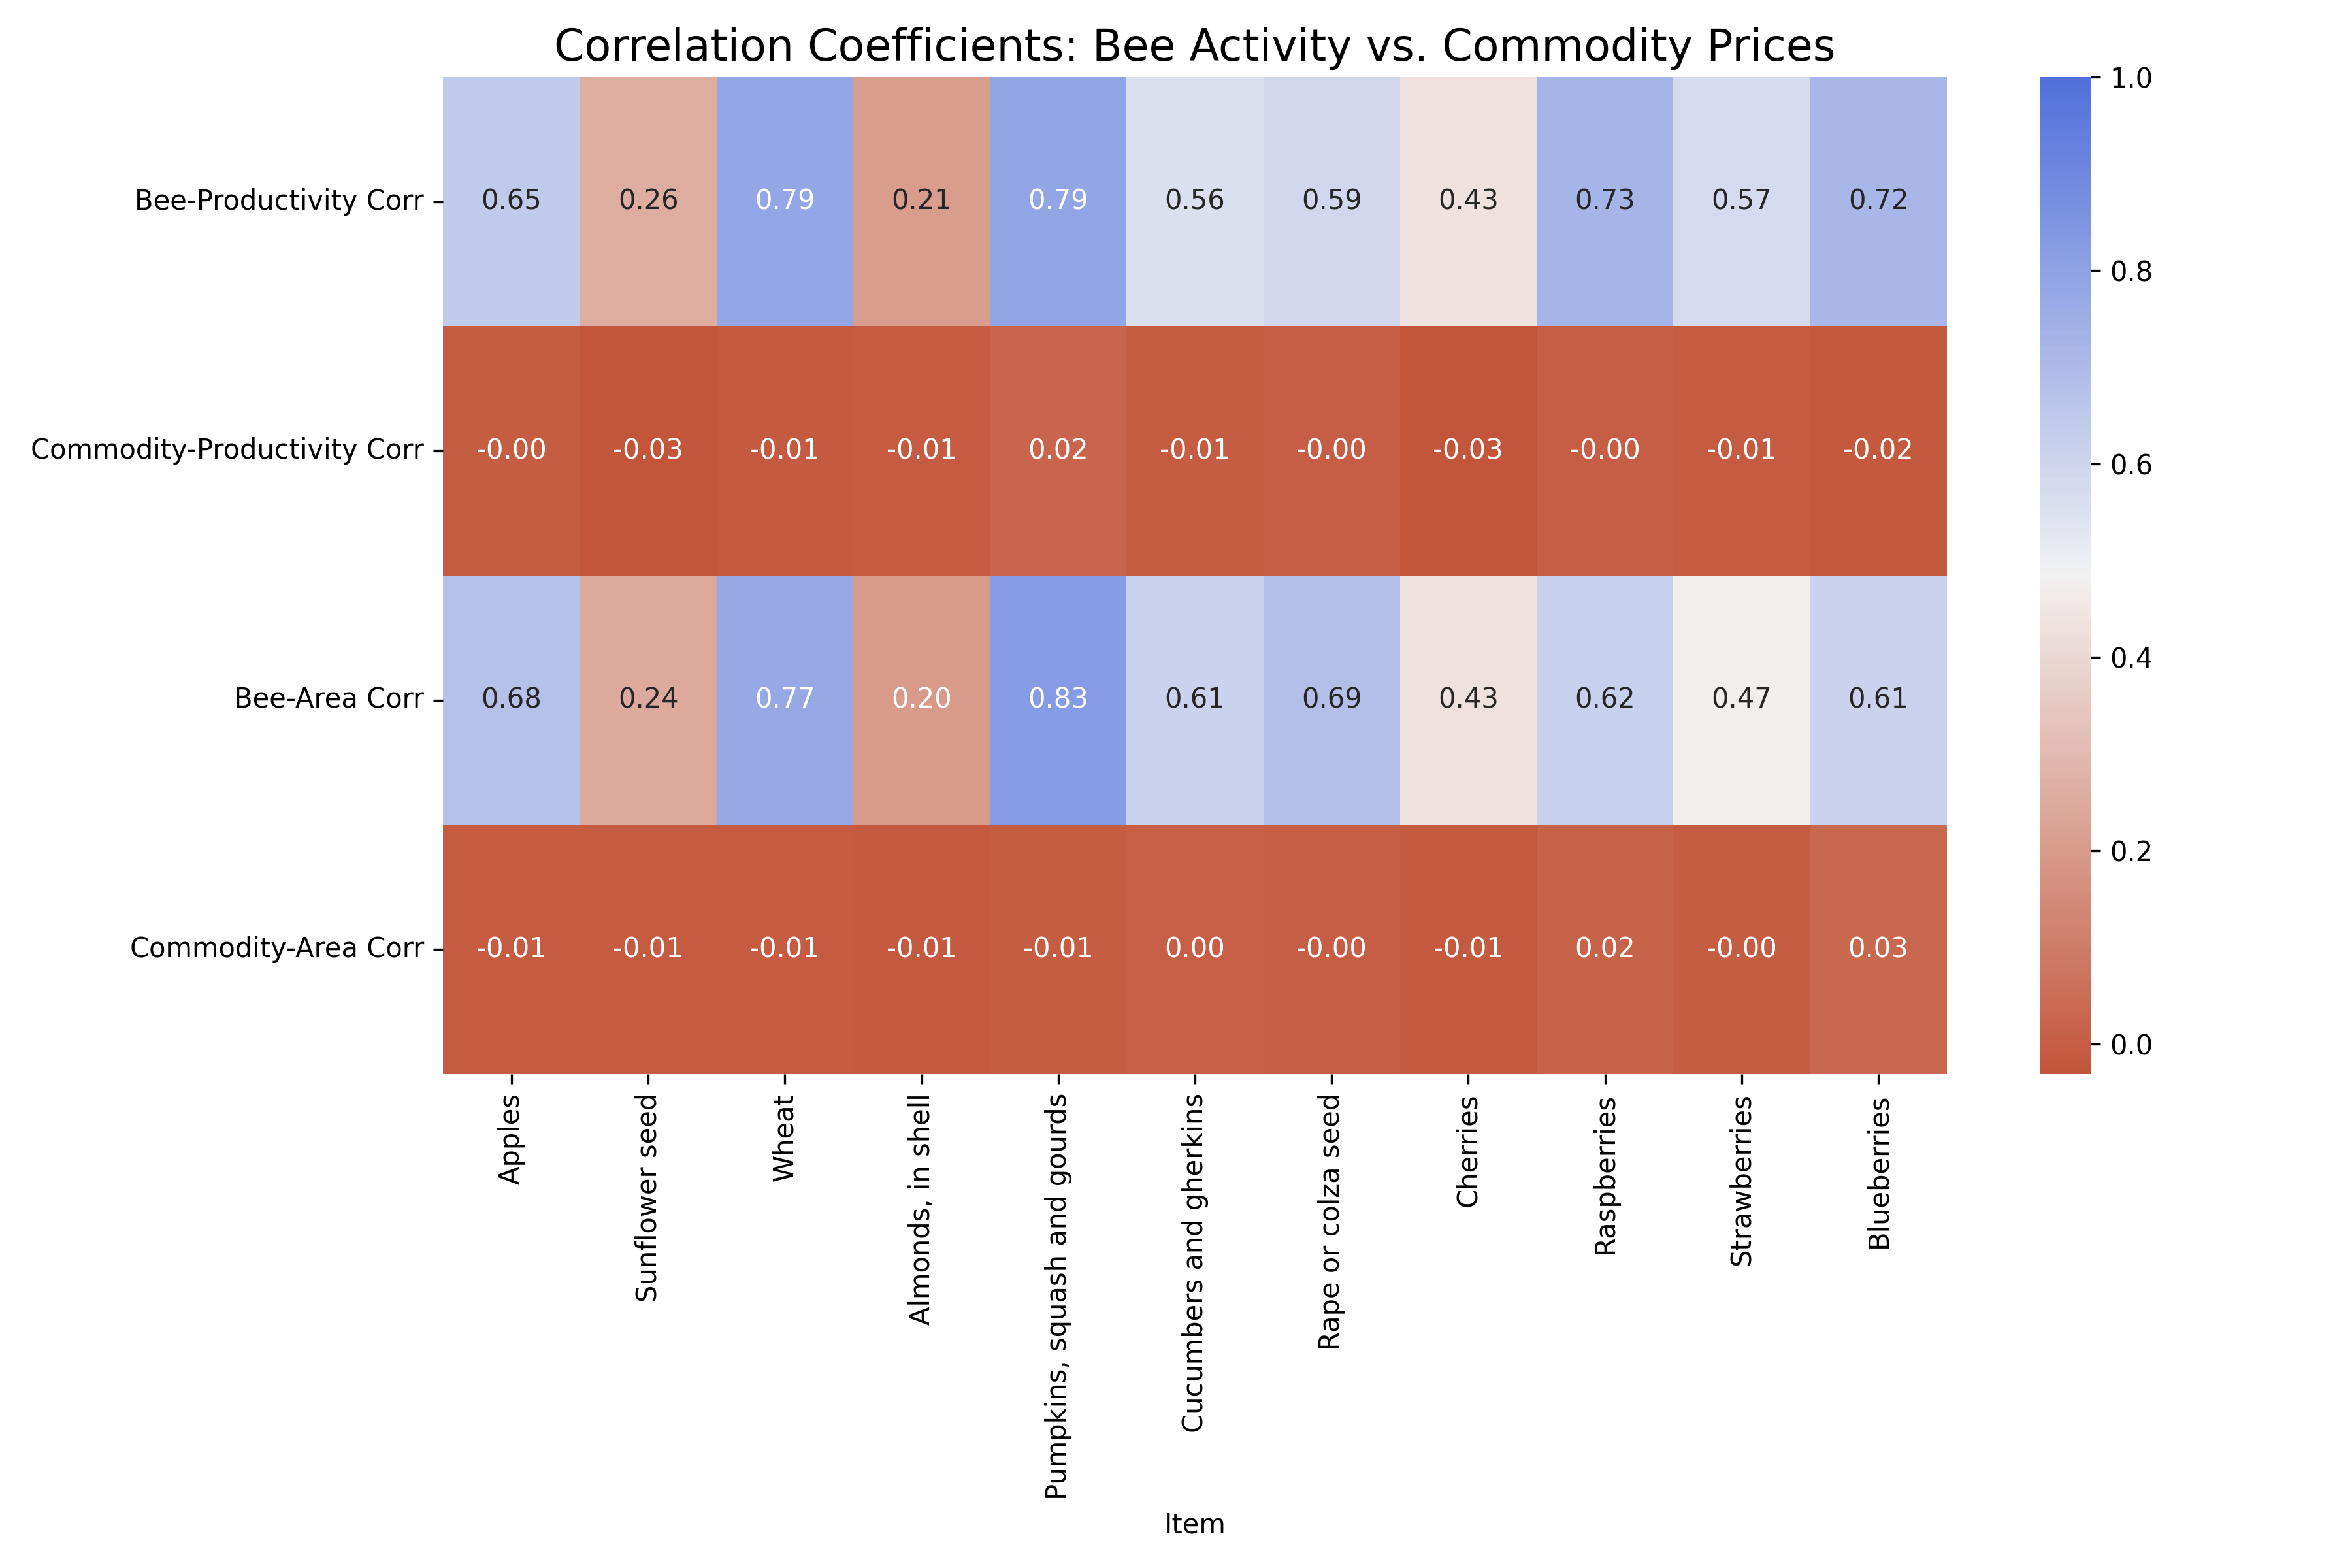 Correlation Coefficients: Bee Activity vs. Commodity Prices
Bee-Productivity Corr
0.65 0.26 0.79 0.21 0.79 0.56 0.59 0.43 0.73 0.57 0.72
Commodity-Productivity Corr
-0.00 -0.03 -0.01 -0.01 0.02 -0.01 -0.00 -0.03 -0.00 -0.01 -0.02
Bee-Area Corr
0.68 0.24 0.77 0.20 0.83 0.61 0.69 0.43 0.62 0.47 0.61
Commodity-Area Corr
-0.01 -0.01 -0.01 -0.01 -0.01 0.00 -0.00 -0.01 0.02 -0.00 0.03
Apples
Sunflower seed
Wheat
Almonds, in shell
Pumpkins, squash and gourds
Cucumbers and gherkins
Rape or colza seed
Cherries
Raspberries
Strawberries
Blueberries
Item
1.0
0.8
0.6
0.4
0.2
0.0